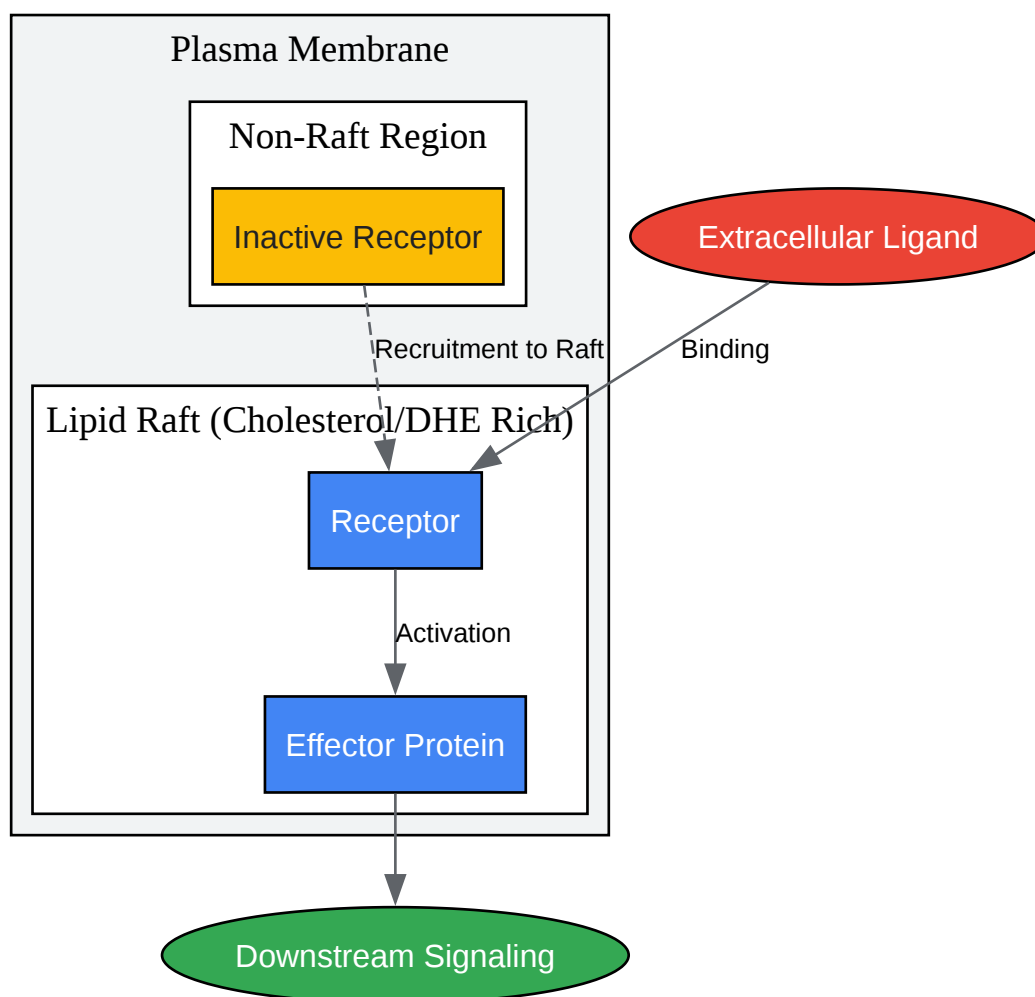 Plasma Membrane
Non-Raft Region
Inactive Receptor
Extracellular Ligand
Recruitment to Raft
Binding
Lipid Raft (Cholesterol/DHE Rich)
Receptor
Activation
Effector Protein
Downstream Signaling